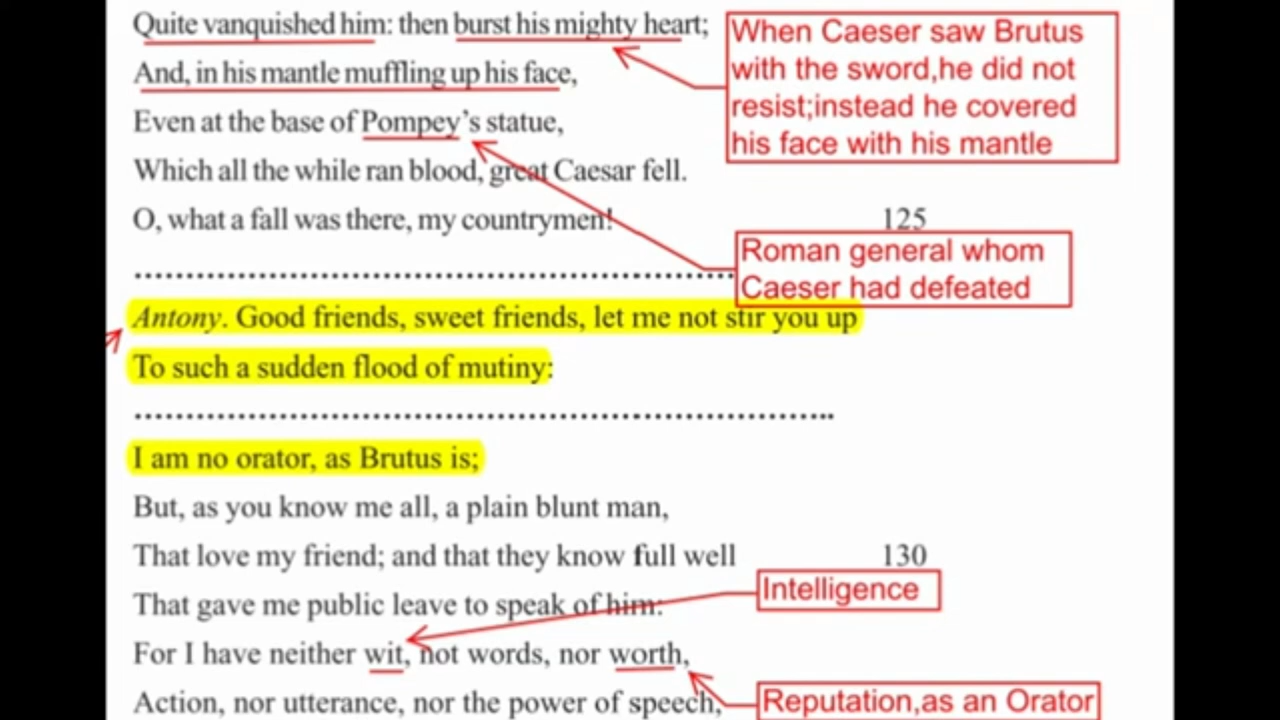 Quite vanquished him: then burst his mighty heart;
And, in his mantle muffling up his face,
Even at the base of Pompey's statue,
Which all the while ran blood, great Caesar fell.
O, what a fall was there, my countrymen! 125
When Caeser saw Brutus
with the sword,he did not
resist;instead he covered
his face with his mantle
Roman general whom
Caeser had defeated
Antony. Good friends, sweet friends, let me not stir you up
To such a sudden flood of mutiny:
I am no orator, as Brutus is;
But, as you know me all, a plain blunt man,
That love my friend; and that they know full well 130
That gave me public leave to speak of him:
Intelligence
For I have neither wit, not words, nor worth,
Action, nor utterance, nor the power of speech,
Reputation,as an Orator